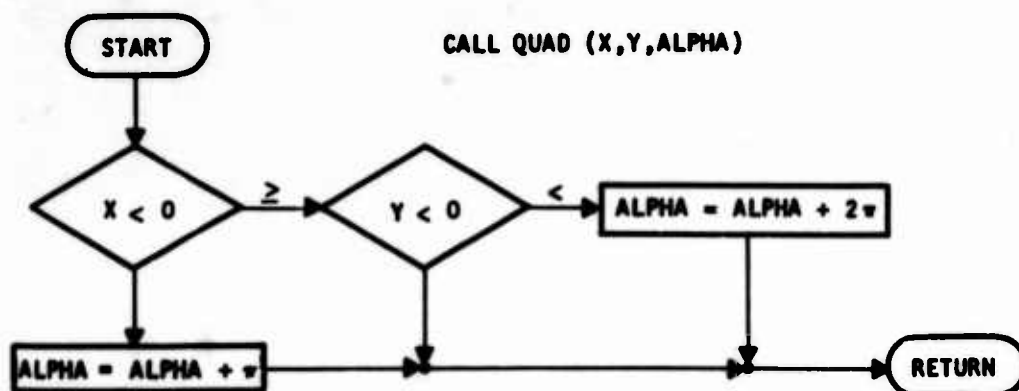 START
CALL QUAD (X,Y,ALPHA)
X < 0
≥
Y < 0
<
ALPHA = ALPHA + 2π
ALPHA = ALPHA + π
RETURN